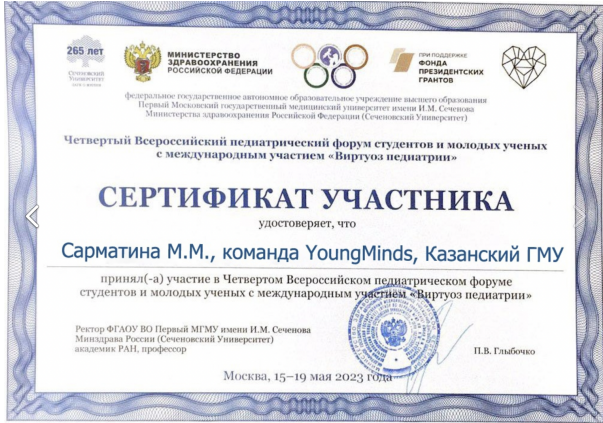 265 лет
Сеченовский
Университет
МИНИСТЕРСТВО
ЗДРАВООХРАНЕНИЯ
РОССИЙСКОЙ ФЕДЕРАЦИИ
ПРИ ПОДДЕРЖКЕ
ФОНДА
ПРЕЗИДЕНТСКИХ
ГРАНТОВ
федеральное государственное автономное образовательное учреждение высшего образования
Первый Московский государственный медицинский университет имени И.М. Сеченова
Министерства здравоохранения Российской Федерации (Сеченовский Университет)
Четвертый Всероссийский педиатрический форум студентов и молодых ученых
с международным участием «Виртуоз педиатрии»
СЕРТИФИКАТ УЧАСТНИКА
удостоверяет, что
Сарматина М.М., команда YoungMinds, Казанский ГМУ
принял(-а) участие в Четвертом Всероссийском педиатрическом форуме
студентов и молодых ученых с международным участием «Виртуоз педиатрии»
Ректор ФГАОУ ВО Первый МГМУ имени И.М. Сеченова
Минздрава России (Сеченовский Университет)
академик РАН, профессор
П.В. Глыбочко
Москва, 15–19 мая 2023 года